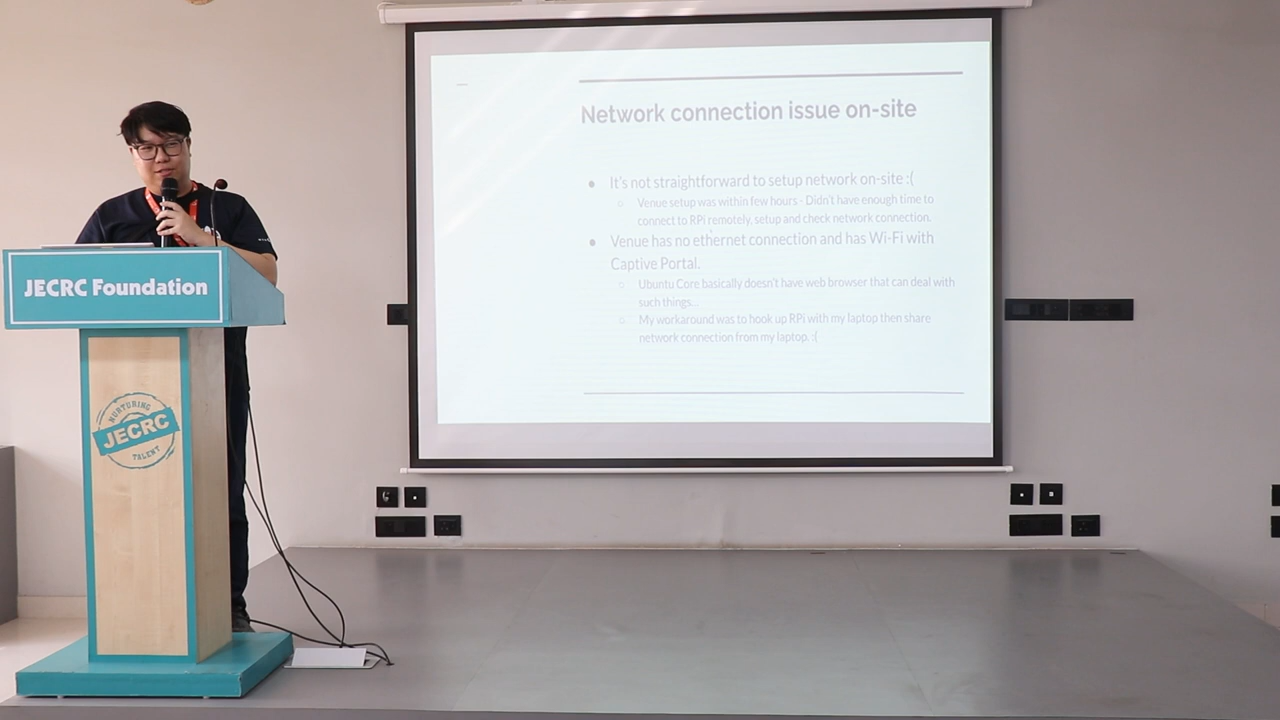 Network connection issue on-site
● It's not straightforward to setup network on-site :(
○ Venue setup was within few hours - Didn't have enough time to
connect to RPi remotely, setup and check network connection.
● Venue has no ethernet connection and has Wi-Fi with
Captive Portal.
○ Ubuntu Core basically doesn't have web browser that can deal with
such things...
○ My workaround was to hook up RPi with my laptop then share
network connection from my laptop. :(
JECRC Foundation
NURTURING
JECRC
TALENT